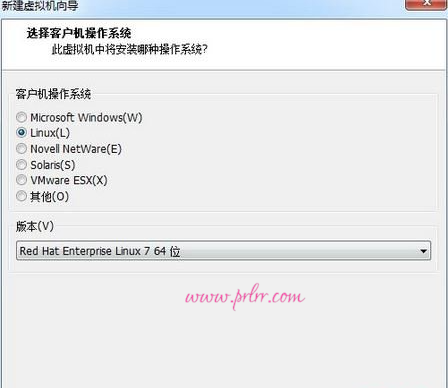 新建虚拟机向导
选择客户机操作系统
此虚拟机中将安装哪种操作系统?
客户机操作系统
Microsoft Windows(W)
Linux(L)
Novell NetWare(E)
Solaris(S)
VMware ESX(X)
其他(O)
版本(V)
Red Hat Enterprise Linux 7 64 位
www.prlrr.com